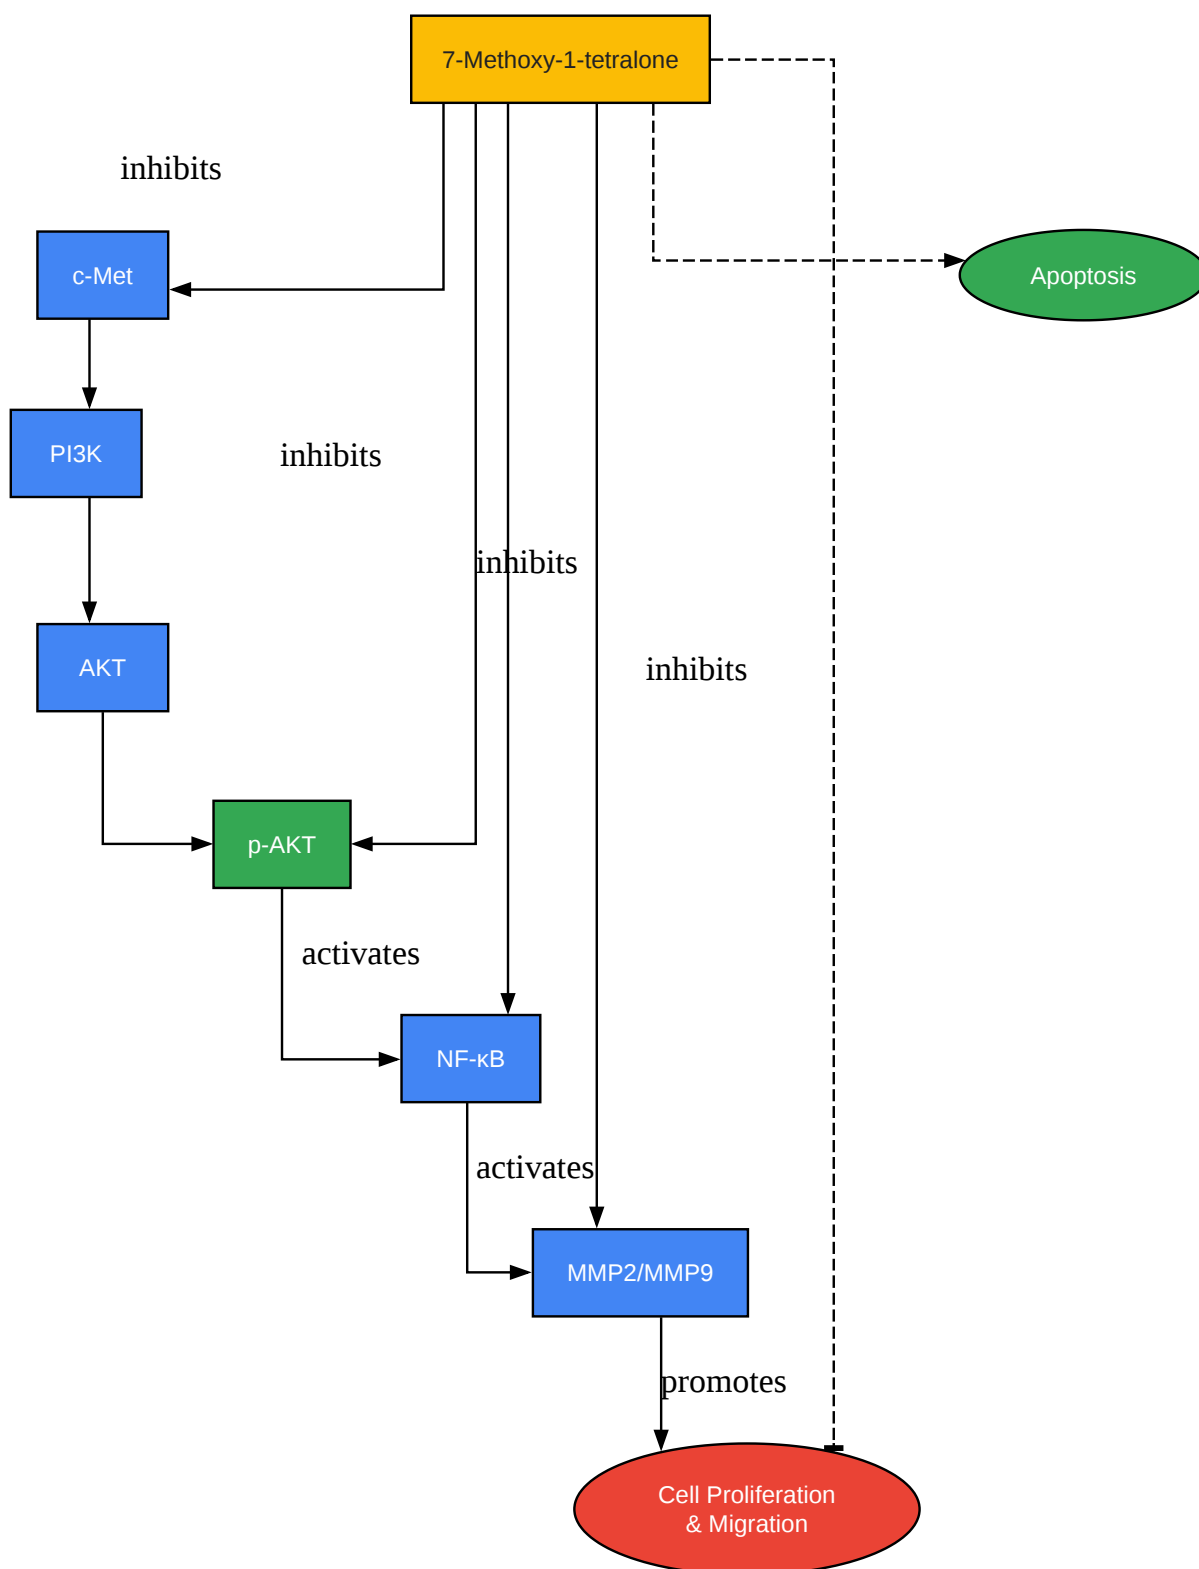 7-Methoxy-1-tetralone
inhibits
c-Met
Apoptosis
PI3K
inhibits
inhibits
AKT
inhibits
p-AKT
activates
NF-κB
activates
MMP2/MMP9
promotes
Cell Proliferation
& Migration